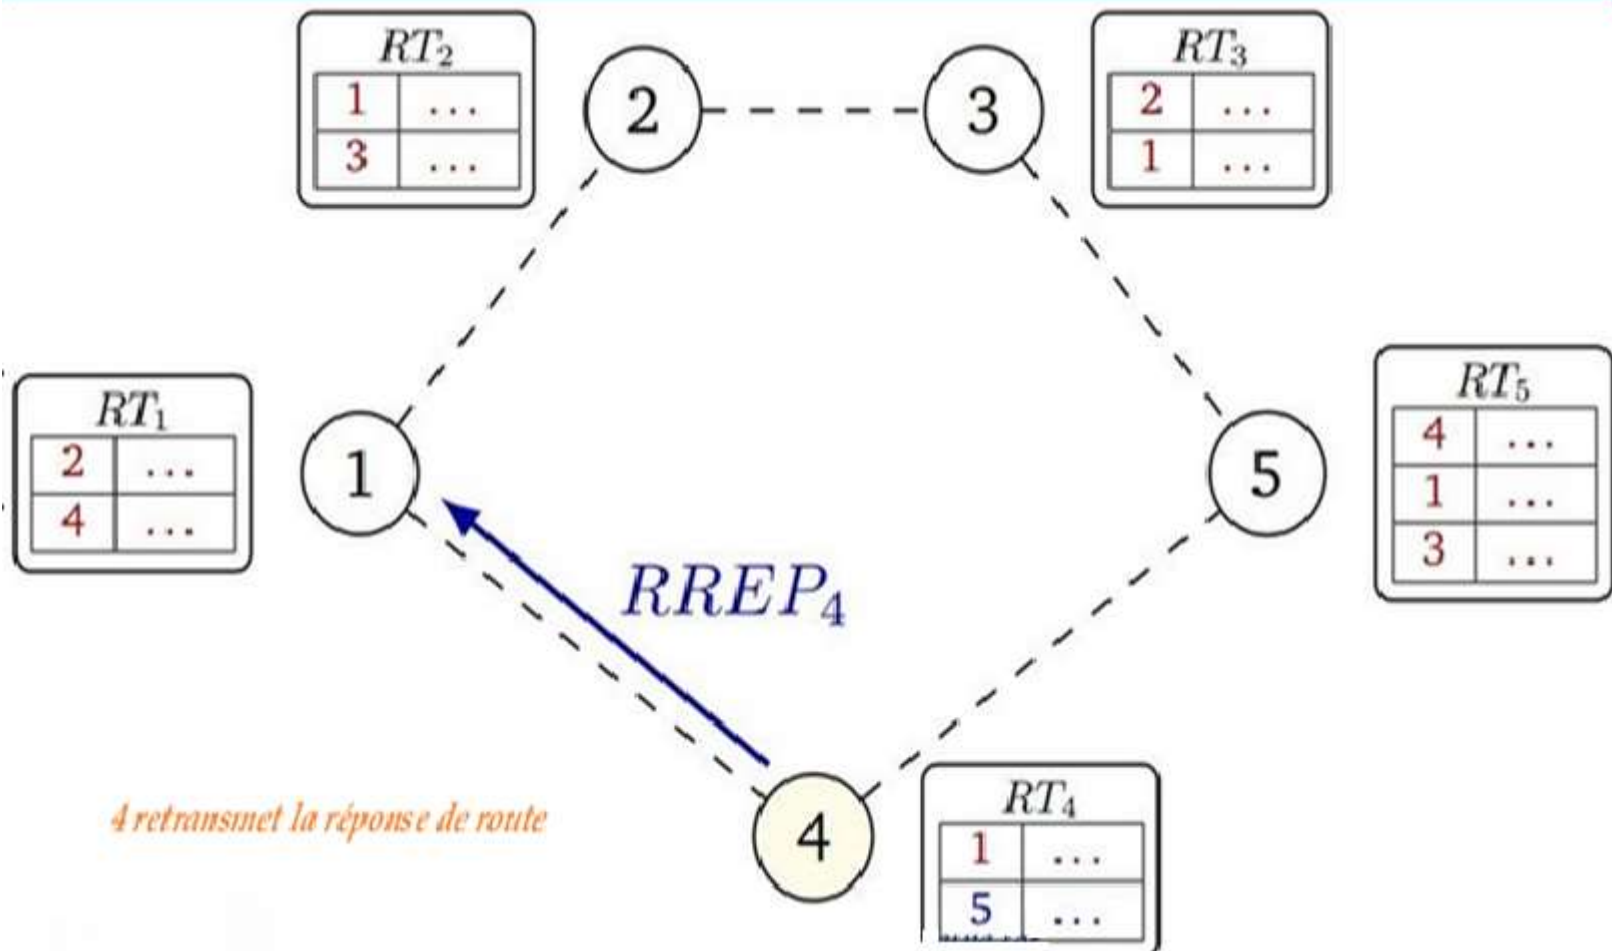 RT₂
1 ...
3 ...
2
3
RT₃
2 ...
1 ...
RT₁
2 ...
4 ...
1
5
RT₅
4 ...
1 ...
3 ...
RREP₄
4 retransmet la réponse de route
4
RT₄
1 ...
5 ...